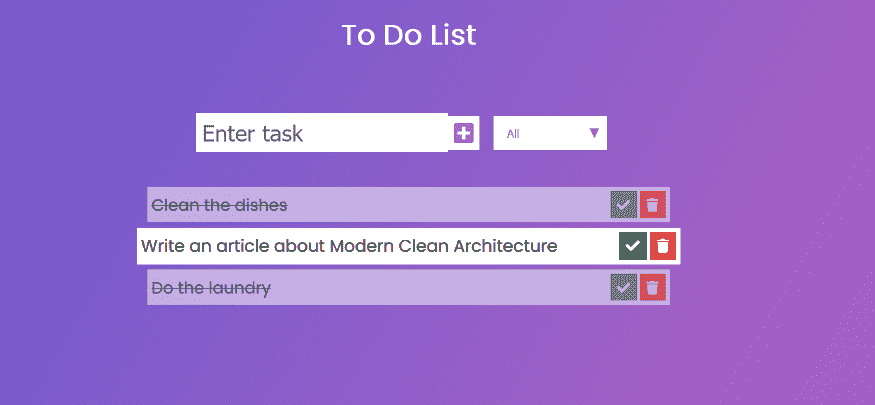 To Do List
Enter task
All
Clean the dishes
Write an article about Modern Clean Architecture
Do the laundry